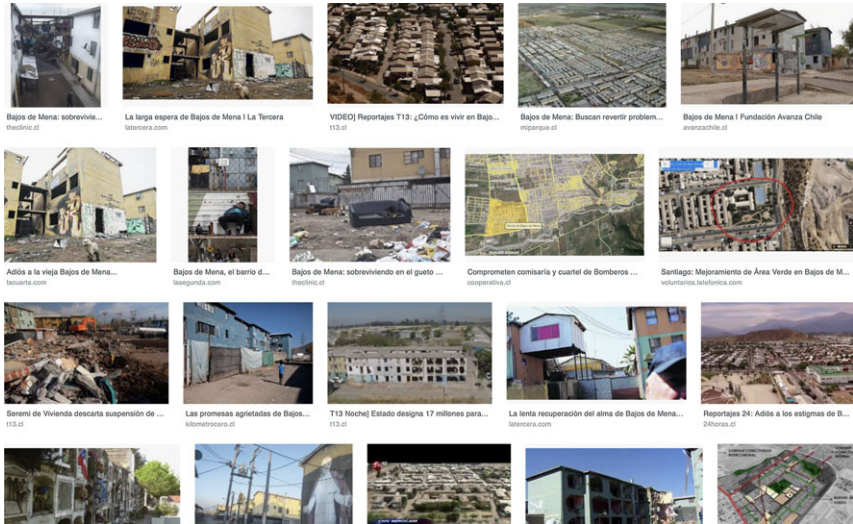 Bajos de Mena: sobrevivie...
theclinic.cl
La larga espera de Bajos de Mena | La Tercera
latercera.com
VIDEO] Reportajes T13: ¿Cómo es vivir en Bajo...
t13.cl
Bajos de Mena: Buscan revertir problem...
miparque.cl
Bajos de Mena | Fundación Avanza Chile
avanzachile.cl
Adiós a la vieja Bajos de Mena...
lacuarta.com
Bajos de Mena, el barrio d...
lasegunda.com
Bajos de Mena: sobreviviendo en el gueto ...
theclinic.cl
Comprometen comisaría y cuartel de Bomberos ...
cooperativa.cl
Santiago: Mejoramiento de Área Verde en Bajos de M...
voluntarios.telefonica.com
Seremi de Vivienda descarta suspensión de ...
t13.cl
Las promesas agrietadas de Bajos...
kilometrocero.cl
T13 Noche] Estado designa 17 millones para...
t13.cl
La lenta recuperación del alma de Bajos de Mena...
latercera.com
Reportajes 24: Adiós a los estigmas de B...
24horas.cl